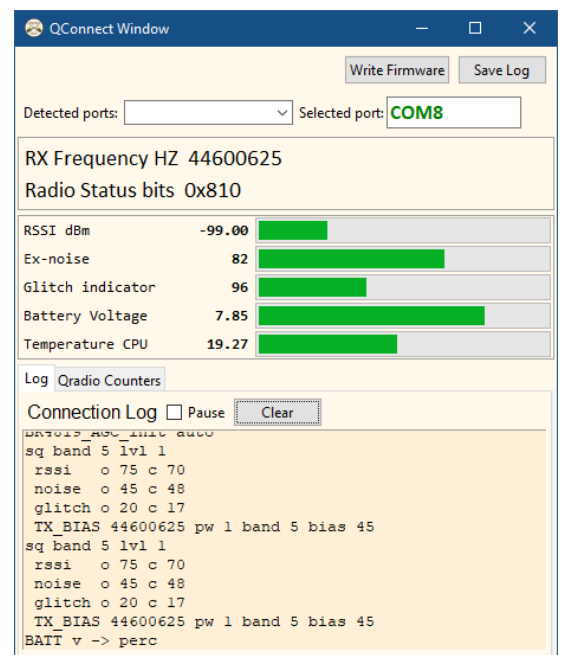 QConnect Window
Write Firmware Save Log
Detected ports: Selected port: COM8
RX Frequency HZ 44600625
Radio Status bits 0x810
RSSI dBm -99.00
Ex-noise 82
Glitch indicator 96
Battery Voltage 7.85
Temperature CPU 19.27
Log Qradio Counters
Connection Log Pause Clear
BK4819_AGC_init auto
sq band 5 lvl 1
rssi o 75 c 70
noise o 45 c 48
glitch o 20 c 17
TX_BIAS 44600625 pw 1 band 5 bias 45
sq band 5 lvl 1
rssi o 75 c 70
noise o 45 c 48
glitch o 20 c 17
TX_BIAS 44600625 pw 1 band 5 bias 45
BATT v -> perc